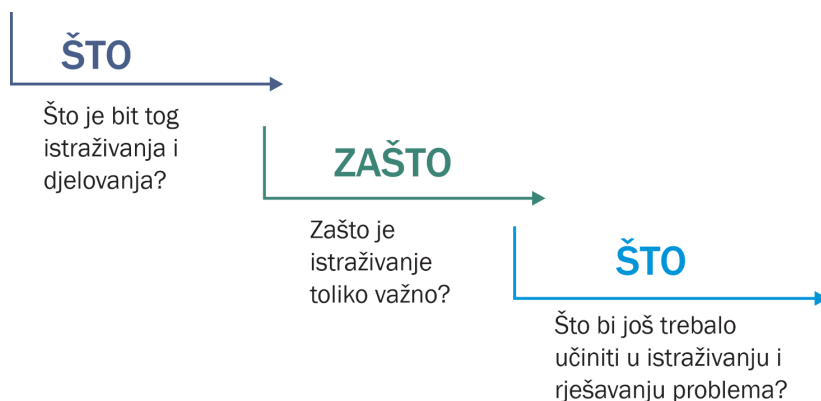 ŠTO
Što je bit tog
istraživanja i
djelovanja?
ZAŠTO
Zašto je
istraživanje
toliko važno?
ŠTO
Što bi još trebalo
učiniti u istraživanju i
rješavanju problema?